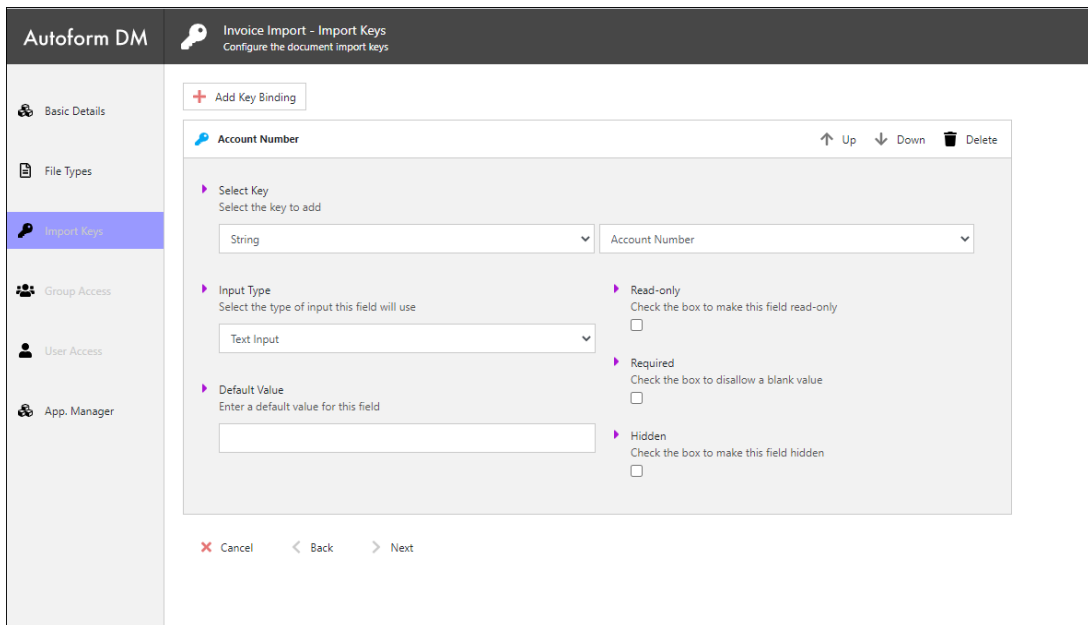 Autoform DM
Invoice Import - Import Keys
Configure the document import keys
Basic Details
File Types
Import Keys
Group Access
User Access
App. Manager
Add Key Binding
Account Number
Up
Down
Delete
Select Key
Select the key to add
String
Account Number
Input Type
Select the type of input this field will use
Text Input
Default Value
Enter a default value for this field
Read-only
Check the box to make this field read-only
Required
Check the box to disallow a blank value
Hidden
Check the box to make this field hidden
Cancel
Back
Next